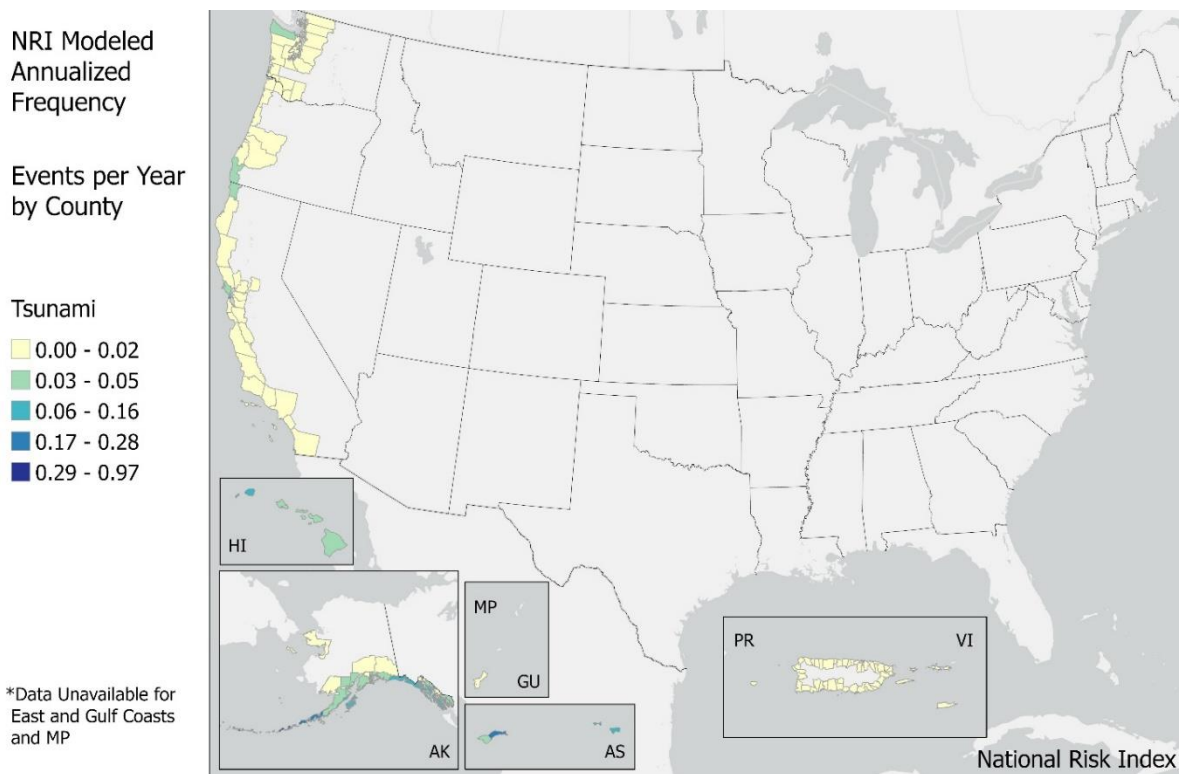 NRI Modeled
Annualized
Frequency
Events per Year
by County
Tsunami
0.00 - 0.02
0.03 - 0.05
0.06 - 0.16
0.17 - 0.28
0.29 - 0.97
*Data Unavailable for
East and Gulf Coasts
and MP
HI
AK
MP
GU
AS
PR
VI
National Risk Index